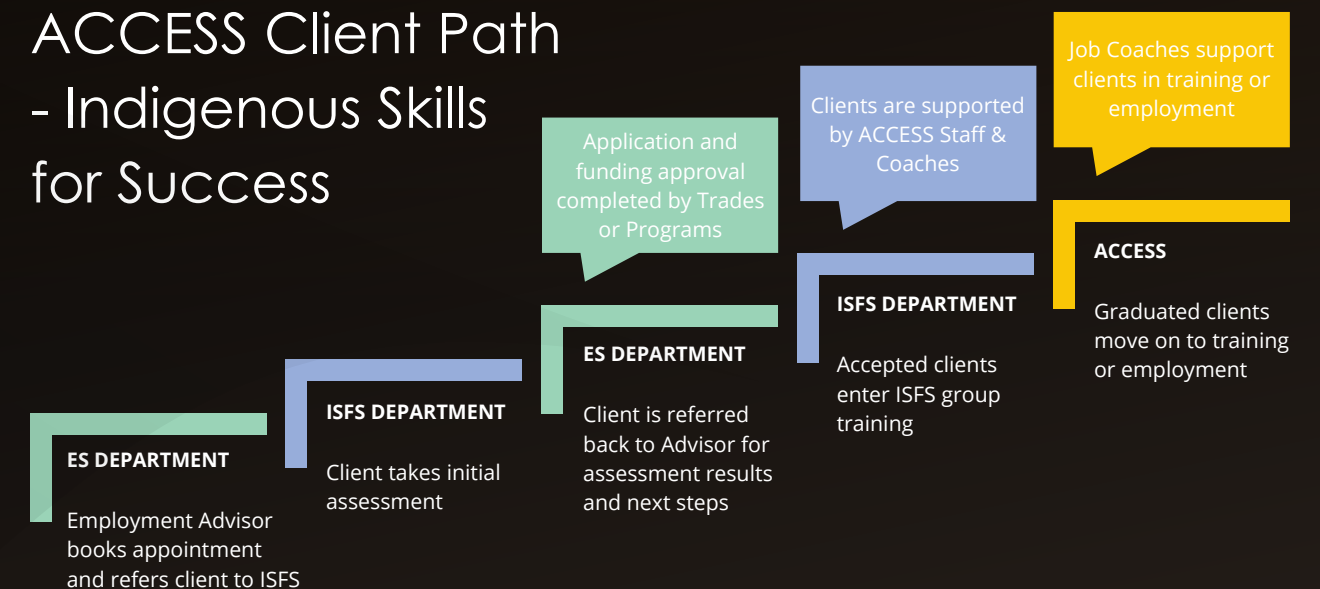 ACCESS Client Path
- Indigenous Skills
for Success
ES DEPARTMENT
Employment Advisor
books appointment
and refers client to ISFS
ISFS DEPARTMENT
Client takes initial
assessment
Application and
funding approval
completed by Trades
or Programs
ES DEPARTMENT
Client is referred
back to Advisor for
assessment results
and next steps
Clients are supported
by ACCESS Staff &
Coaches
ISFS DEPARTMENT
Accepted clients
enter ISFS group
training
Job Coaches support
clients in training or
employment
ACCESS
Graduated clients
move on to training
or employment